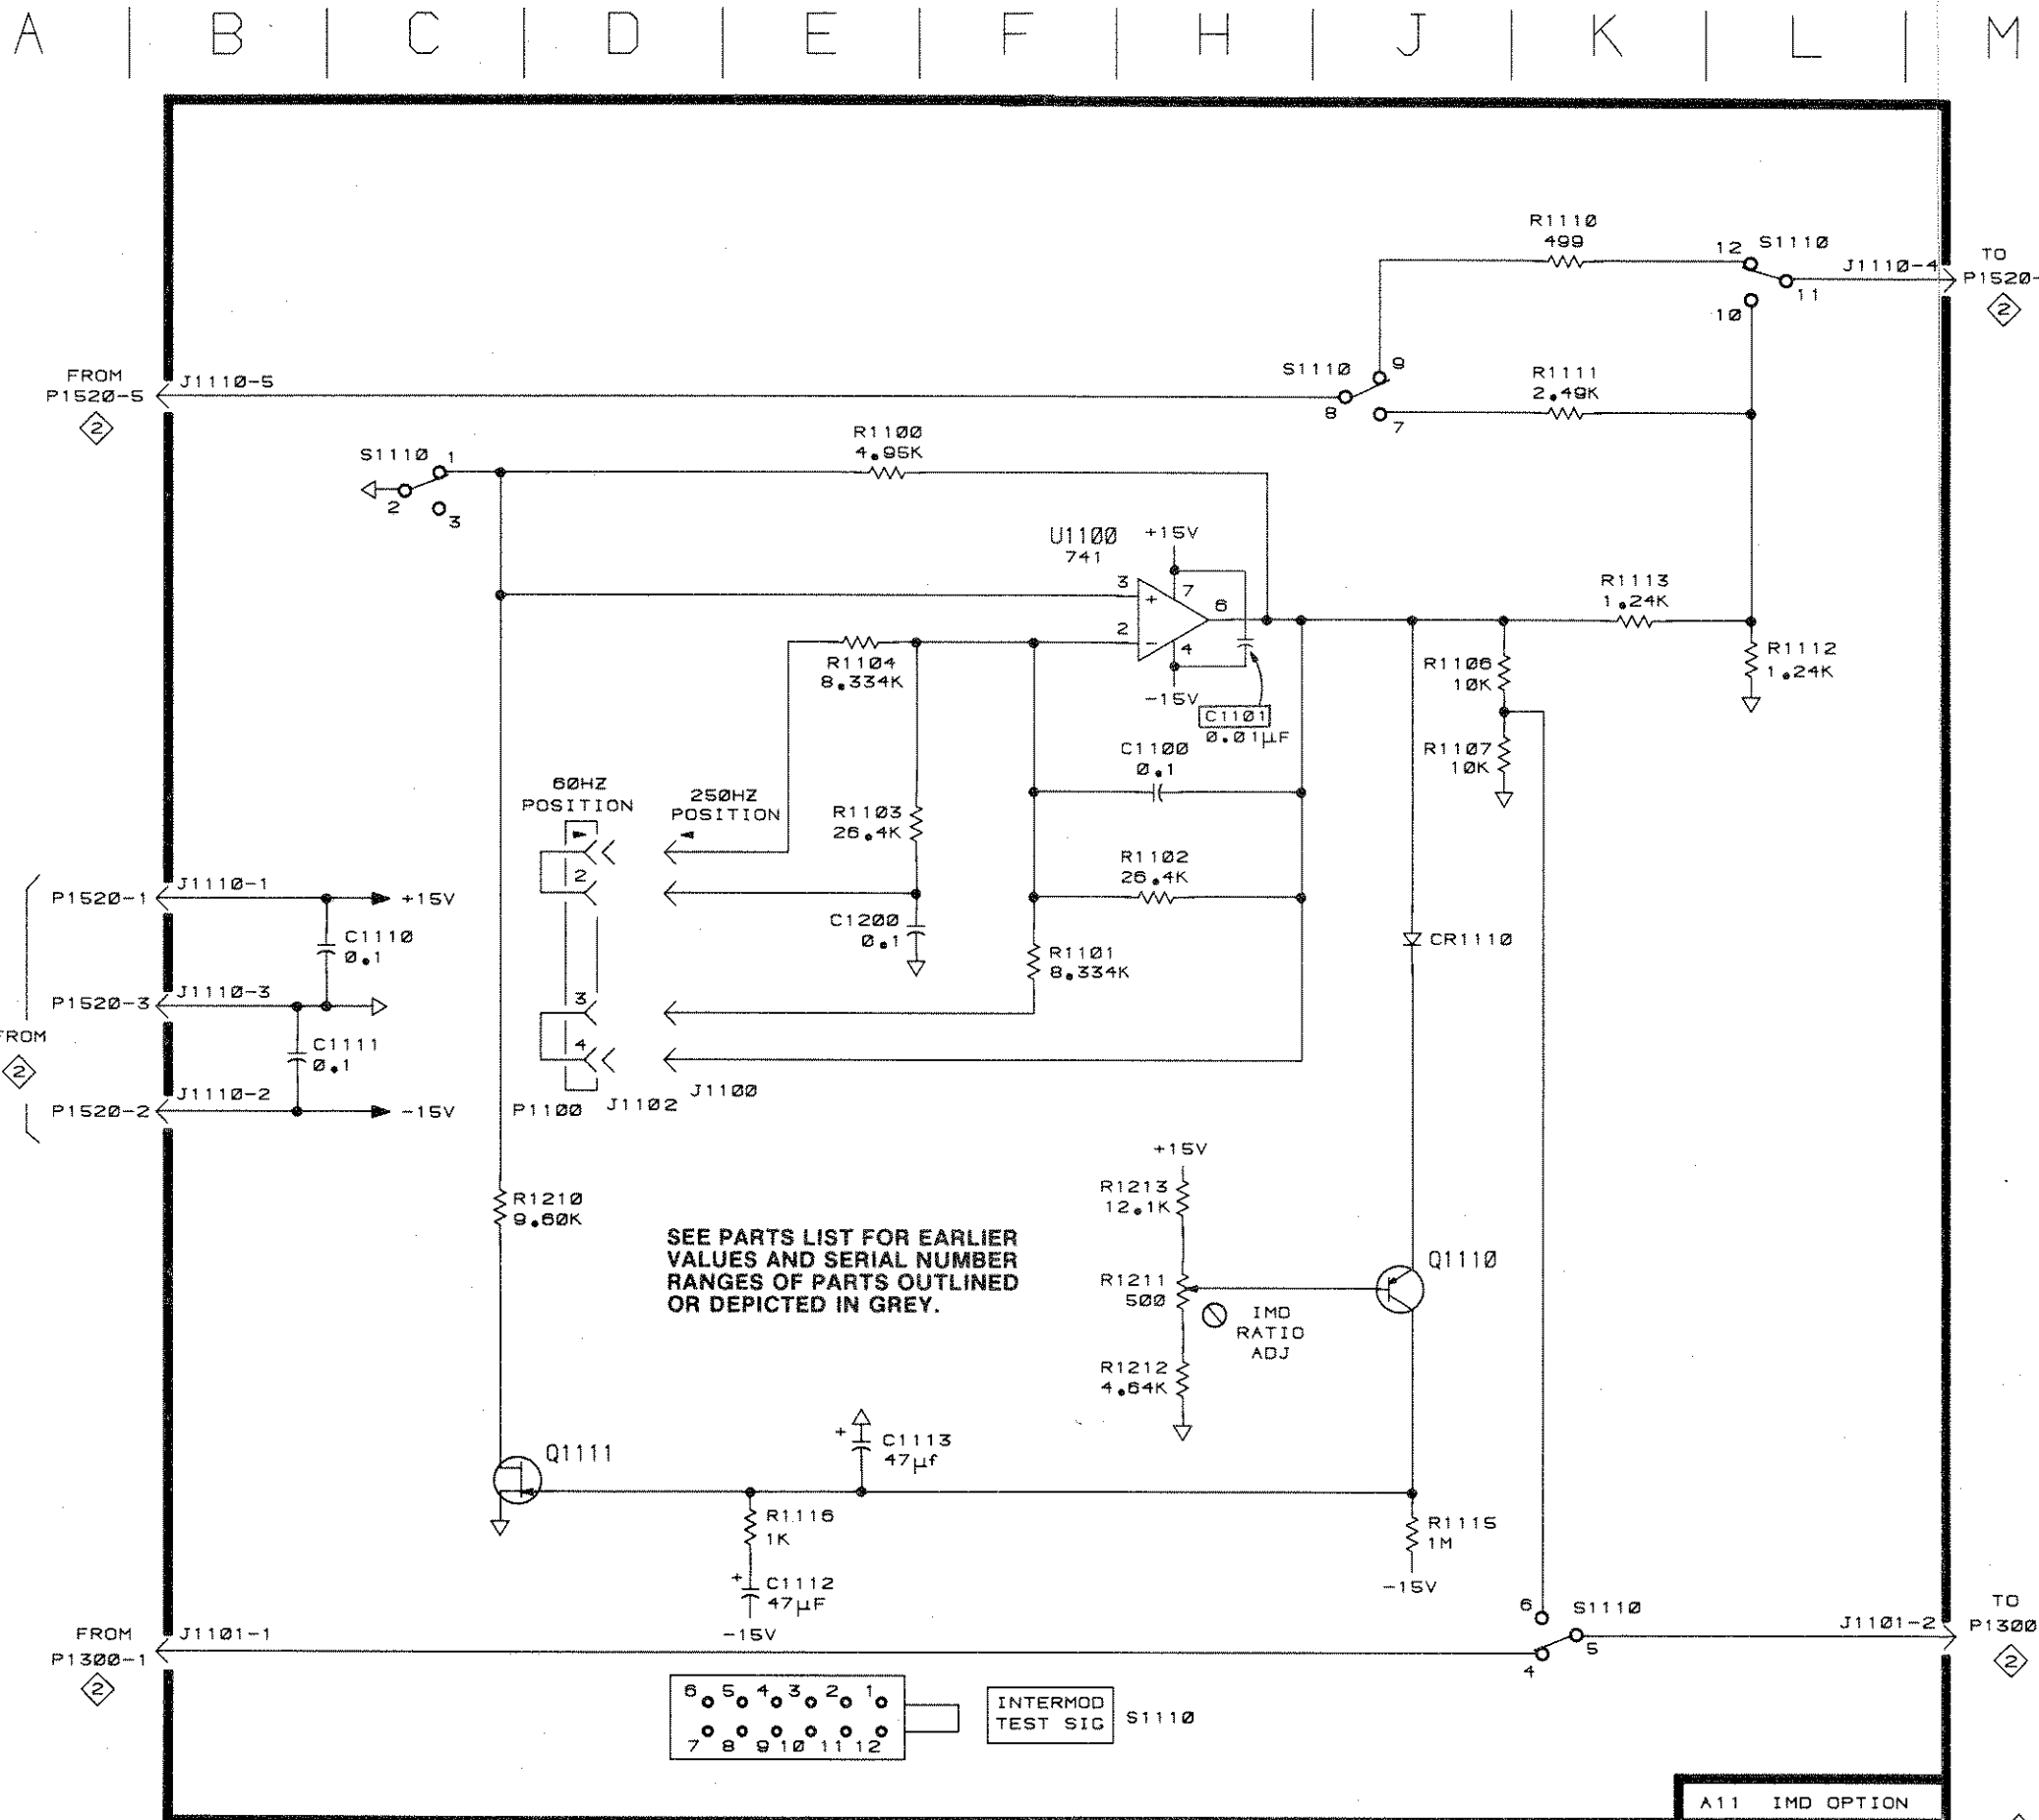 A B C D E F H J K L M
R1110
499
12 S1110
J1110-4
TO
P1520-
2
11
10
FROM
P1520-5
2
J1110-5
S1110 9
8
7
R1111
2.49K
S1110 1
2
3
R1100
4.95K
U1100
741
+15V
3
+
7
6
2
-
4
-15V
C1101
0.01µF
R1104
8.334K
R1113
1.24K
R1106
10K
R1112
1.24K
R1107
10K
C1100
0.1
60HZ
POSITION
250HZ
POSITION
R1103
26.4K
R1102
26.4K
2
P1520-1
J1110-1
+15V
C1110
0.1
C1200
0.1
R1101
8.334K
CR1110
P1520-3
J1110-3
3
FROM
2
C1111
0.1
4
P1520-2
J1110-2
-15V
P1100
J1102
J1100
+15V
R1213
12.1K
R1210
9.60K
SEE PARTS LIST FOR EARLIER
VALUES AND SERIAL NUMBER
RANGES OF PARTS OUTLINED
OR DEPICTED IN GREY.
R1211
500
IMD
RATIO
ADJ
Q1110
R1212
4.64K
Q1111
+
C1113
47µf
R1116
1K
R1115
1M
-15V
+
C1112
47µF
-15V
6
S1110
5
4
FROM
P1300-1
2
J1101-1
J1101-2
TO
P1300
2
6 5 4 3 2 1
7 8 9 10 11 12
INTERMOD
TEST SIG
S1110
A11 IMD OPTION